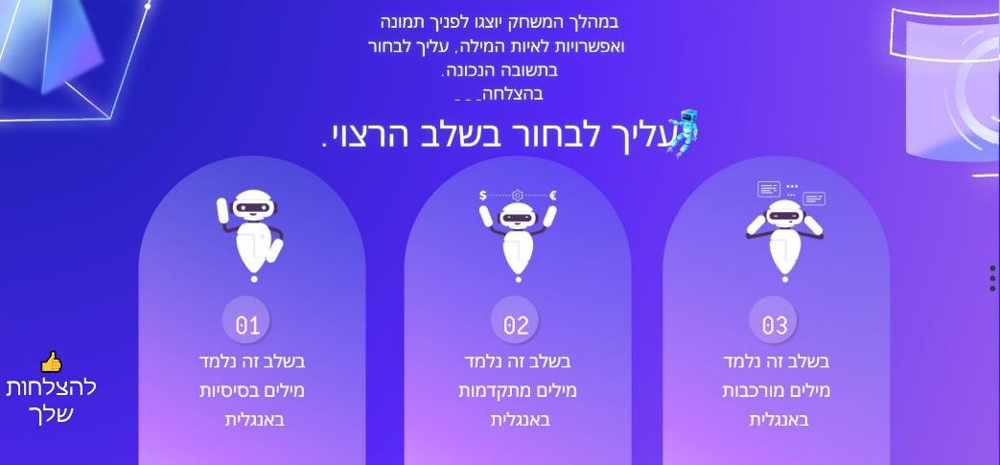 במהלך המשחק יוצגו לפניך תמונה
ואפשרויות לאיות המילה, עליך לבחור
בתשובה הנכונה.
בהצלחה_ _ _
עליך לבחור בשלב הרצוי.
$ €
01
בשלב זה נלמד
מילים בסיסיות
באנגלית
02
בשלב זה נלמד
מילים מתקדמות
באנגלית
03
בשלב זה נלמד
מילים מורכבות
באנגלית
להצלחות
שלך